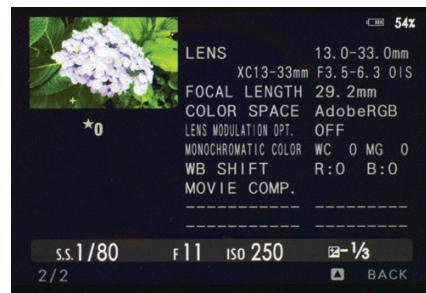 54%
LENS 13.0-33.0mm
XC13-33mm F3.5-6.3 OIS
FOCAL LENGTH 29.2mm
COLOR SPACE AdobeRGB
★0
LENS MODULATION OPT. OFF
MONOCHROMATIC COLOR WC 0 MG 0
WB SHIFT R:0 B:0
MOVIE COMP.
---------- ----------
---------- ----------
S.S. 1/80 F 11 ISO 250 -1/3
2/2 BACK